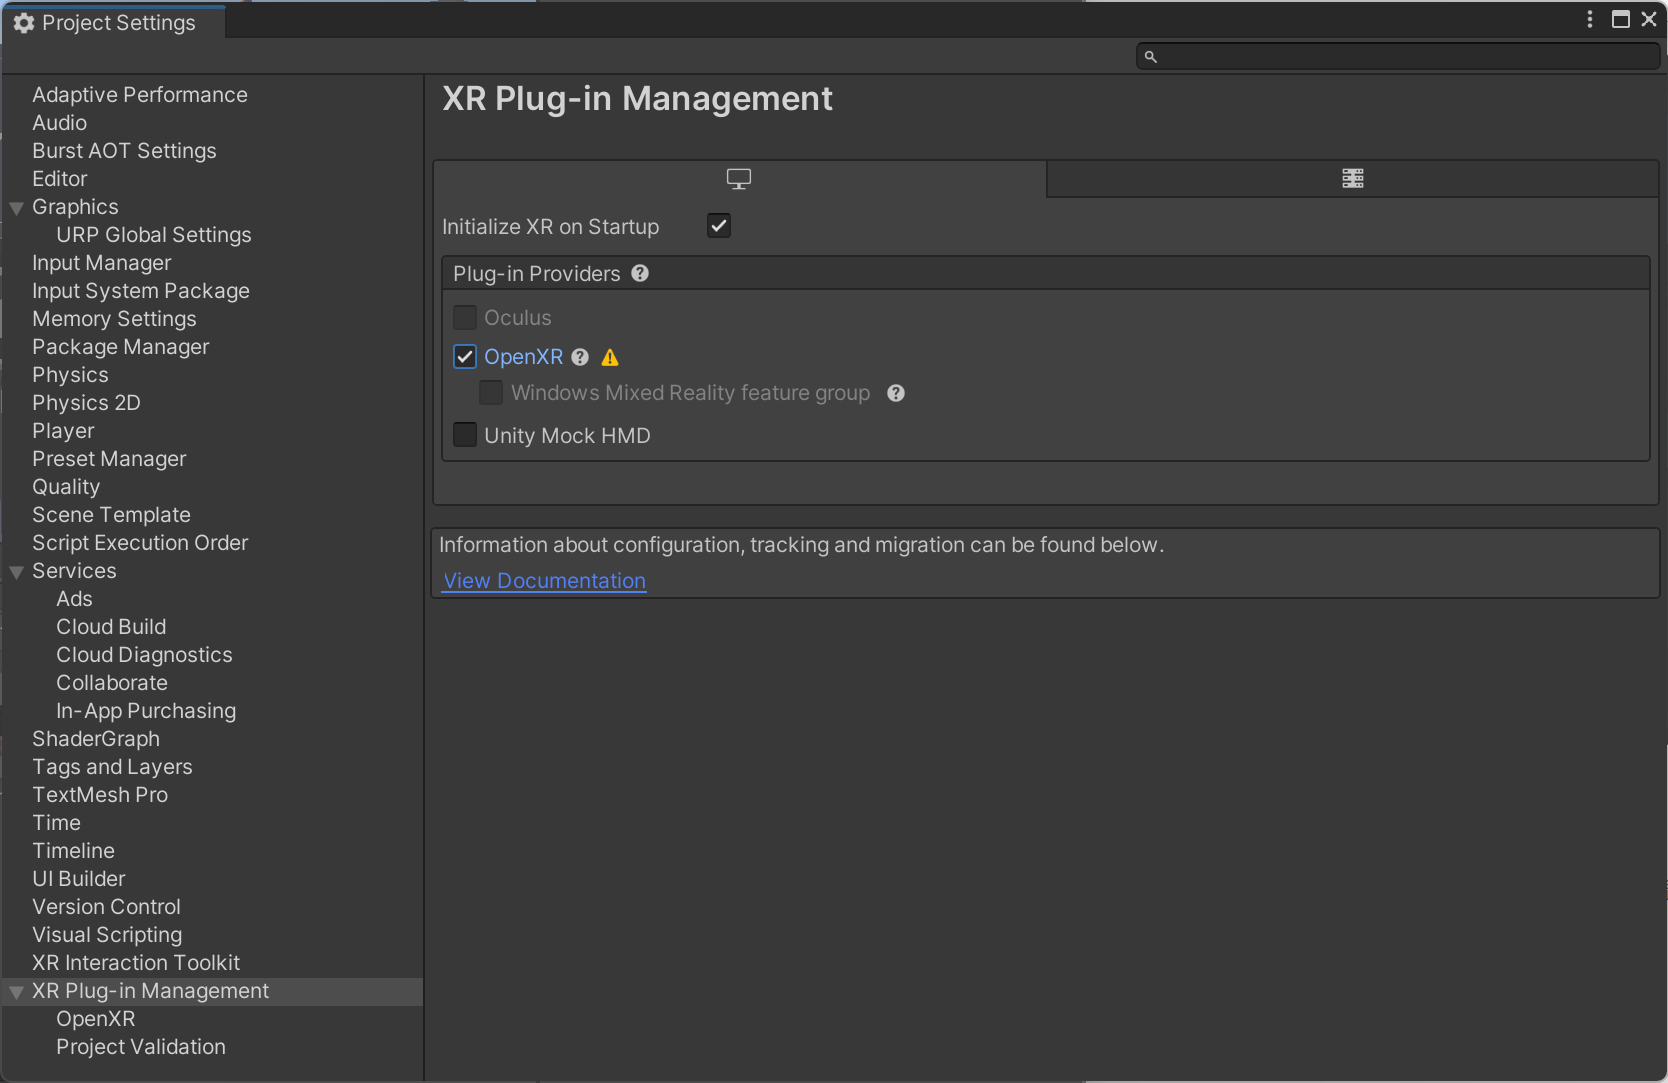 Project Settings
Adaptive Performance
Audio
Burst AOT Settings
Editor
Graphics
URP Global Settings
Input Manager
Input System Package
Memory Settings
Package Manager
Physics
Physics 2D
Player
Preset Manager
Quality
Scene Template
Script Execution Order
Services
Ads
Cloud Build
Cloud Diagnostics
Collaborate
In-App Purchasing
ShaderGraph
Tags and Layers
TextMesh Pro
Time
Timeline
UI Builder
Version Control
Visual Scripting
XR Interaction Toolkit
XR Plug-in Management
OpenXR
Project Validation
XR Plug-in Management
Initialize XR on Startup
Plug-in Providers
Oculus
OpenXR
Windows Mixed Reality feature group
Unity Mock HMD
Information about configuration, tracking and migration can be found below.
View Documentation